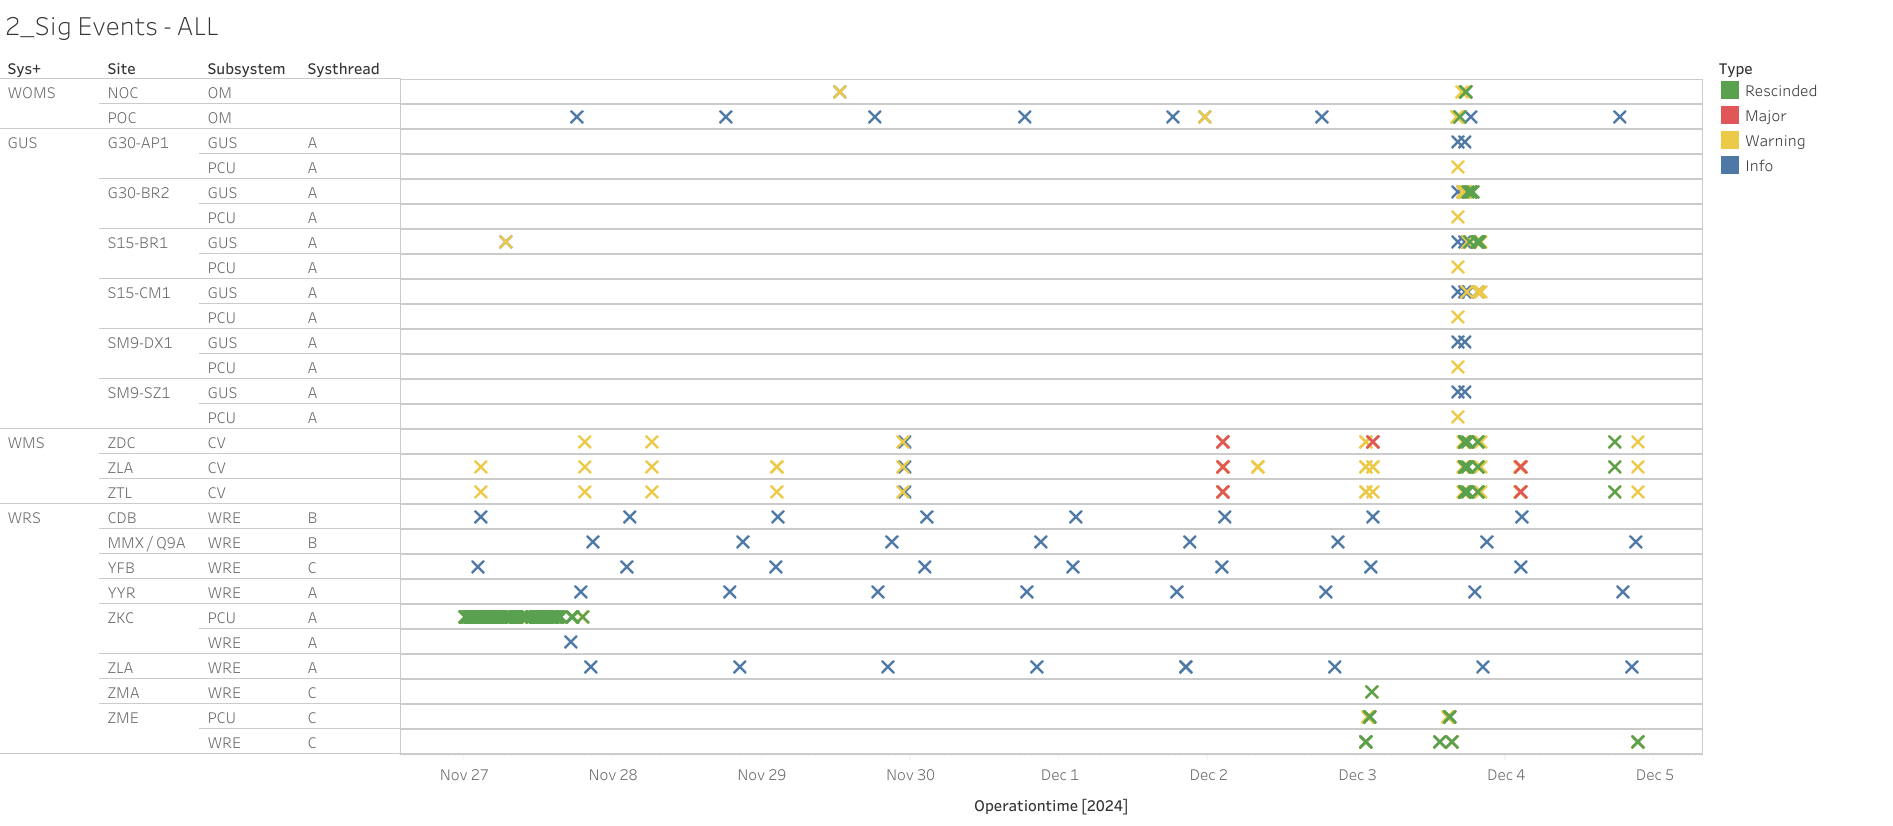 2_Sig Events - ALL
Sys+ Site Subsystem Systhread
Type
WOMS NOC OM
Rescinded
POC OM
Major
GUS G30-AP1 GUS A
Warning
PCU A
Info
G30-BR2 GUS A
PCU A
S15-BR1 GUS A
PCU A
S15-CM1 GUS A
PCU A
SM9-DX1 GUS A
PCU A
SM9-SZ1 GUS A
PCU A
WMS ZDC CV
ZLA CV
ZTL CV
WRS CDB WRE B
MMX / Q9A WRE B
YFB WRE C
YYR WRE A
ZKC PCU A
WRE A
ZLA WRE A
ZMA WRE C
ZME PCU C
WRE C
Nov 27 Nov 28 Nov 29 Nov 30 Dec 1 Dec 2 Dec 3 Dec 4 Dec 5
Operationtime [2024]